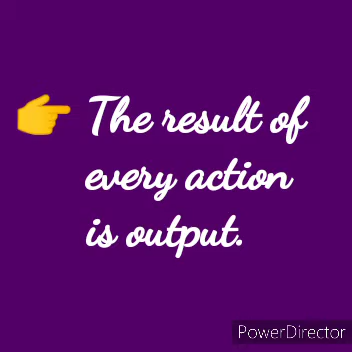 👉 The result of
every action
is output.
PowerDirector